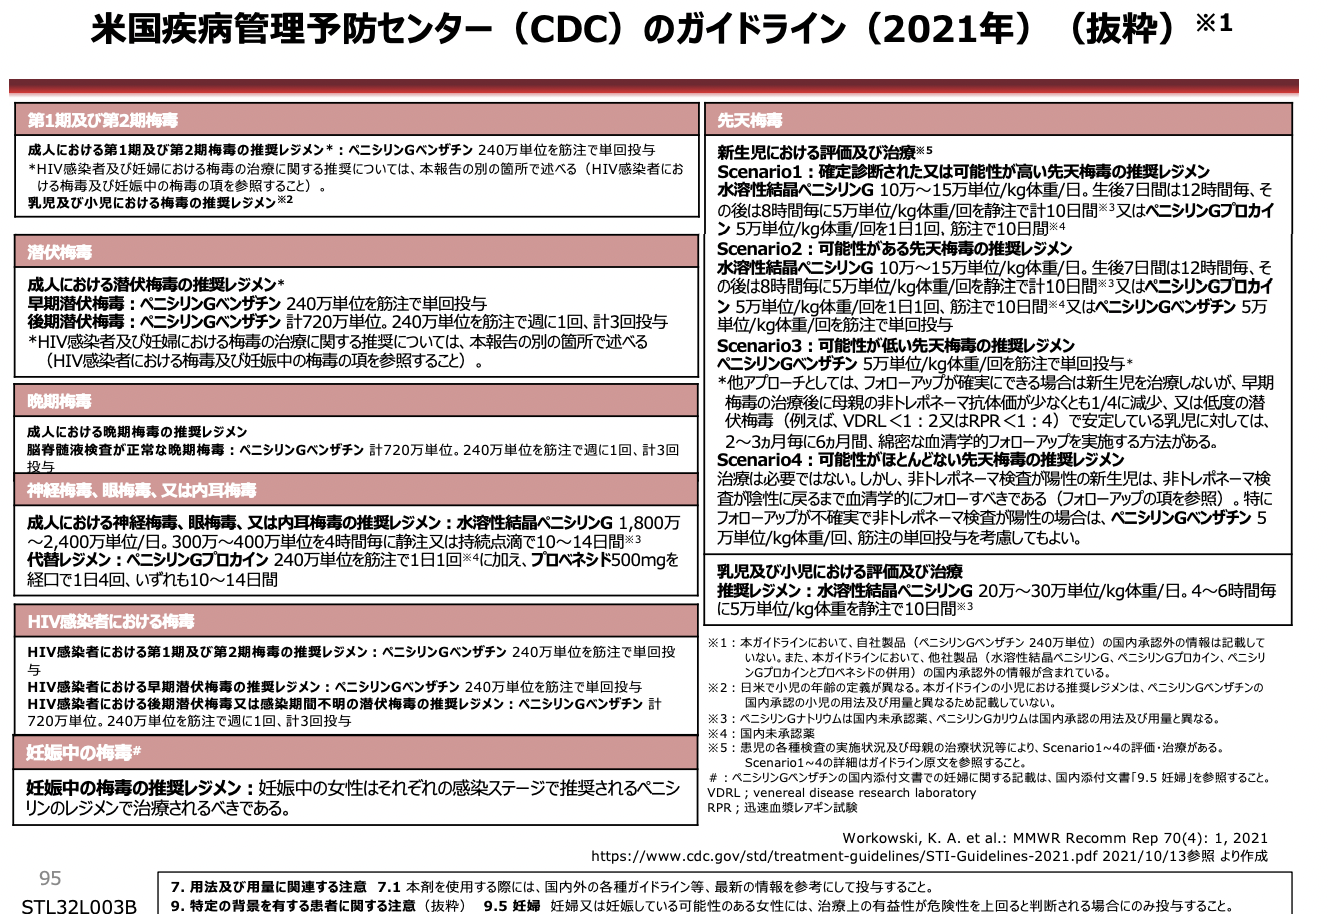 米国疾病管理予防センター（CDC）のガイドライン（2021年）（抜粋）※1
第1期及び第2期梅毒
成人における第1期及び第2期梅毒の推奨レジメン*：ペニシリンGベンザチン 240万単位を筋注で単回投与
*HIV感染者及び妊婦における梅毒の治療に関する推奨については、本報告の別の箇所で述べる（HIV感染者にお
ける梅毒及び妊娠中の梅毒の項を参照すること）。
乳児及び小児における梅毒の推奨レジメン※2
潜伏梅毒
成人における潜伏梅毒の推奨レジメン*
早期潜伏梅毒：ペニシリンGベンザチン 240万単位を筋注で単回投与
後期潜伏梅毒：ペニシリンGベンザチン 計720万単位。240万単位を筋注で週に1回、計3回投与
*HIV感染者及び妊婦における梅毒の治療に関する推奨については、本報告の別の箇所で述べる
（HIV感染者における梅毒及び妊娠中の梅毒の項を参照すること）。
晩期梅毒
成人における晩期梅毒の推奨レジメン
脳脊髄液検査が正常な晩期梅毒：ペニシリンGベンザチン 計720万単位。240万単位を筋注で週に1回、計3回
投与
神経梅毒、眼梅毒、又は内耳梅毒
成人における神経梅毒、眼梅毒、又は内耳梅毒の推奨レジメン：水溶性結晶ペニシリンG 1,800万
～2,400万単位/日。300万～400万単位を4時間毎に静注又は持続点滴で10～14日間※3
代替レジメン：ペニシリンGプロカイン 240万単位を筋注で1日1回※4に加え、プロベネシド500mgを
経口で1日4回、いずれも10～14日間
HIV感染者における梅毒
HIV感染者における第1期及び第2期梅毒の推奨レジメン：ペニシリンGベンザチン 240万単位を筋注で単回投
与
HIV感染者における早期潜伏梅毒の推奨レジメン：ペニシリンGベンザチン 240万単位を筋注で単回投与
HIV感染者における後期潜伏梅毒又は感染期間不明の潜伏梅毒の推奨レジメン：ペニシリンGベンザチン 計
720万単位。240万単位を筋注で週に1回、計3回投与
妊娠中の梅毒#
妊娠中の梅毒の推奨レジメン：妊娠中の女性はそれぞれの感染ステージで推奨されるペニシ
リンのレジメンで治療されるべきである。
先天梅毒
新生児における評価及び治療※5
Scenario1：確定診断された又は可能性が高い先天梅毒の推奨レジメン
水溶性結晶ペニシリンG 10万～15万単位/kg体重/日。生後7日間は12時間毎、そ
の後は8時間毎に5万単位/kg体重/回を静注で計10日間※3又はペニシリンGプロカイ
ン 5万単位/kg体重/回を1日1回、筋注で10日間※4
Scenario2：可能性がある先天梅毒の推奨レジメン
水溶性結晶ペニシリンG 10万～15万単位/kg体重/日。生後7日間は12時間毎、そ
の後は8時間毎に5万単位/kg体重/回を静注で計10日間※3又はペニシリンGプロカイ
ン 5万単位/kg体重/回を1日1回、筋注で10日間※4又はペニシリンGベンザチン 5万
単位/kg体重/回を筋注で単回投与
Scenario3：可能性が低い先天梅毒の推奨レジメン
ペニシリンGベンザチン 5万単位/kg体重/回を筋注で単回投与*
*他アプローチとしては、フォローアップが確実にできる場合は新生児を治療しないが、早期
梅毒の治療後に母親の非トレポネーマ抗体価が少なくとも1/4に減少、又は低度の潜
伏梅毒（例えば、VDRL＜1：2又はRPR＜1：4）で安定している乳児に対しては、
2～3ヵ月毎に6ヵ月間、綿密な血清学的フォローアップを実施する方法がある。
Scenario4：可能性がほとんどない先天梅毒の推奨レジメン
治療は必要ではない。しかし、非トレポネーマ検査が陽性の新生児は、非トレポネーマ検
査が陰性に戻るまで血清学的にフォローすべきである（フォローアップの項を参照）。特に
フォローアップが不確実で非トレポネーマ検査が陽性の場合は、ペニシリンGベンザチン 5
万単位/kg体重/回、筋注の単回投与を考慮してもよい。
乳児及び小児における評価及び治療
推奨レジメン：水溶性結晶ペニシリンG 20万～30万単位/kg体重/日。4～6時間毎
に5万単位/kg体重を静注で10日間※3
※1：本ガイドラインにおいて、自社製品（ペニシリンGベンザチン 240万単位）の国内承認外の情報は記載して
いない。また、本ガイドラインにおいて、他社製品（水溶性結晶ペニシリンG、ペニシリンGプロカイン、ペニシリ
ンGプロカインとプロベネシドの併用）の国内承認外の情報が含まれている。
※2：日米で小児の年齢の定義が異なる。本ガイドラインの小児における推奨レジメンは、ペニシリンGベンザチンの
国内承認の小児の用法及び用量と異なるため記載していない。
※3：ペニシリンGナトリウムは国内未承認薬、ペニシリンGカリウムは国内承認の用法及び用量と異なる。
※4：国内未承認薬
※5：患児の各種検査の実施状況及び母親の治療状況等により、Scenario1~4の評価・治療がある。
Scenario1~4の詳細はガイドライン原文を参照すること。
#：ペニシリンGベンザチンの国内添付文書での妊婦に関する記載は、国内添付文書「9.5 妊婦」を参照すること。
VDRL；venereal disease research laboratory
RPR；迅速血漿レアギン試験
Workowski, K. A. et al.: MMWR Recomm Rep 70(4): 1, 2021
https://www.cdc.gov/std/treatment-guidelines/STI-Guidelines-2021.pdf 2021/10/13参照 より作成
95
STL32L003B
7. 用法及び用量に関連する注意 7.1 本剤を使用する際には、国内外の各種ガイドライン等、最新の情報を参考にして投与すること。
9. 特定の背景を有する患者に関する注意（抜粋） 9.5 妊婦 妊婦又は妊娠している可能性のある女性には、治療上の有益性が危険性を上回ると判断される場合にのみ投与すること。